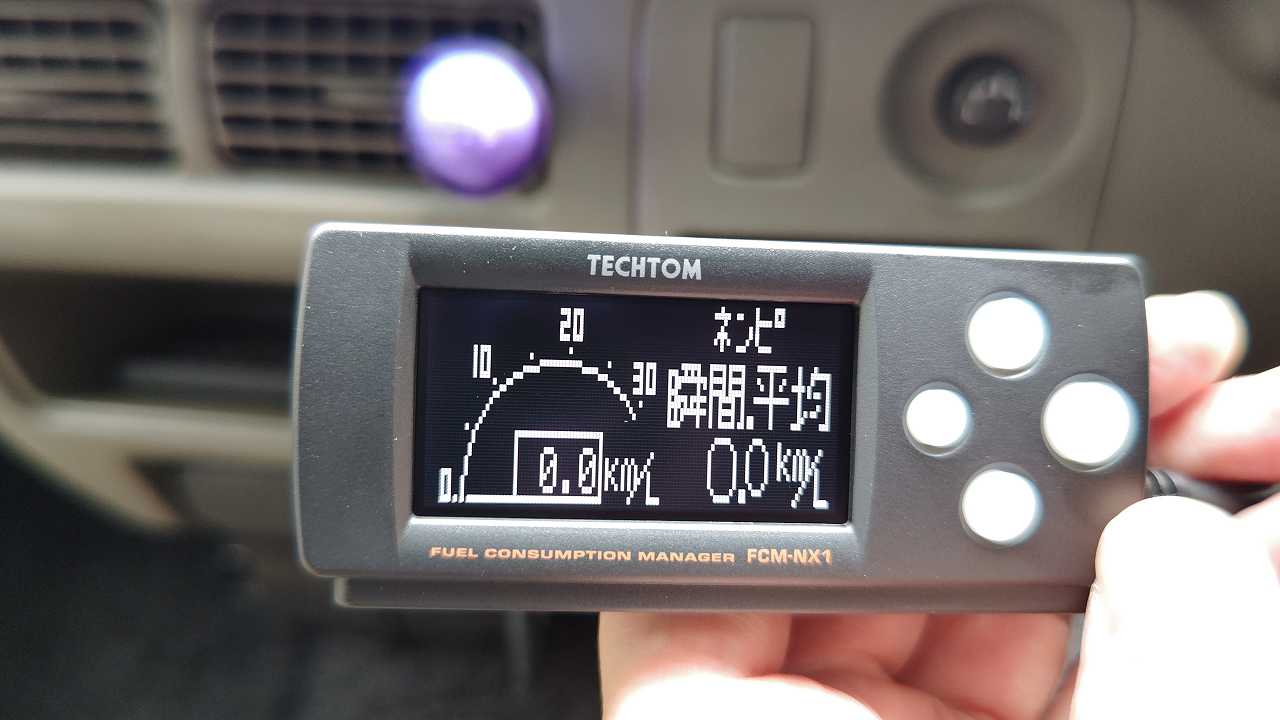 TECHTOM
20
10
30
0
ネンピ
瞬間.平均
0.0km/L
0.0km/L
FUEL CONSUMPTION MANAGER FCM-NX1